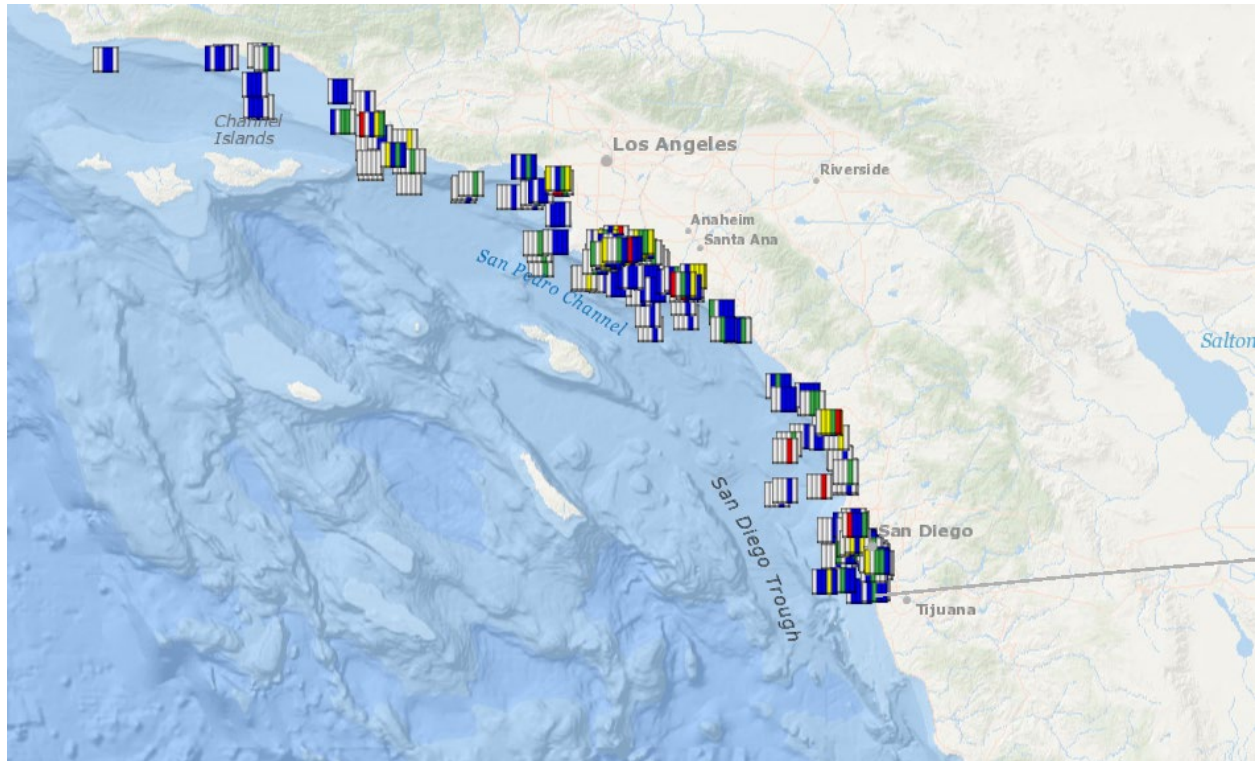 Channel
Islands
Los Angeles
Riverside
Anaheim
Santa Ana
San Pedro Channel
Salton
San Diego Trough
San Diego
Tijuana